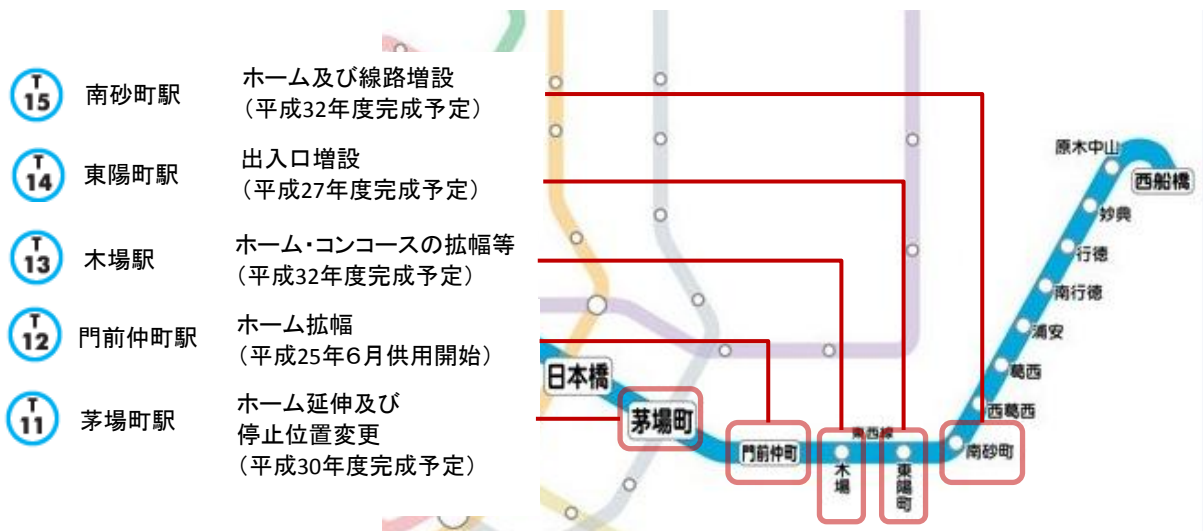 T
15
南砂町駅
ホーム及び線路増設
(平成32年度完成予定)
T
14
東陽町駅
出入口増設
(平成27年度完成予定)
T
13
木場駅
ホーム・コンコースの拡幅等
(平成32年度完成予定)
T
12
門前仲町駅
ホーム拡幅
(平成25年6月供用開始)
T
11
茅場町駅
ホーム延伸及び
停止位置変更
(平成30年度完成予定)
原木中山
西船橋
妙典
行徳
南行徳
浦安
葛西
西葛西
日本橋
茅場町
門前仲町
東西線
木場
東陽町
南砂町